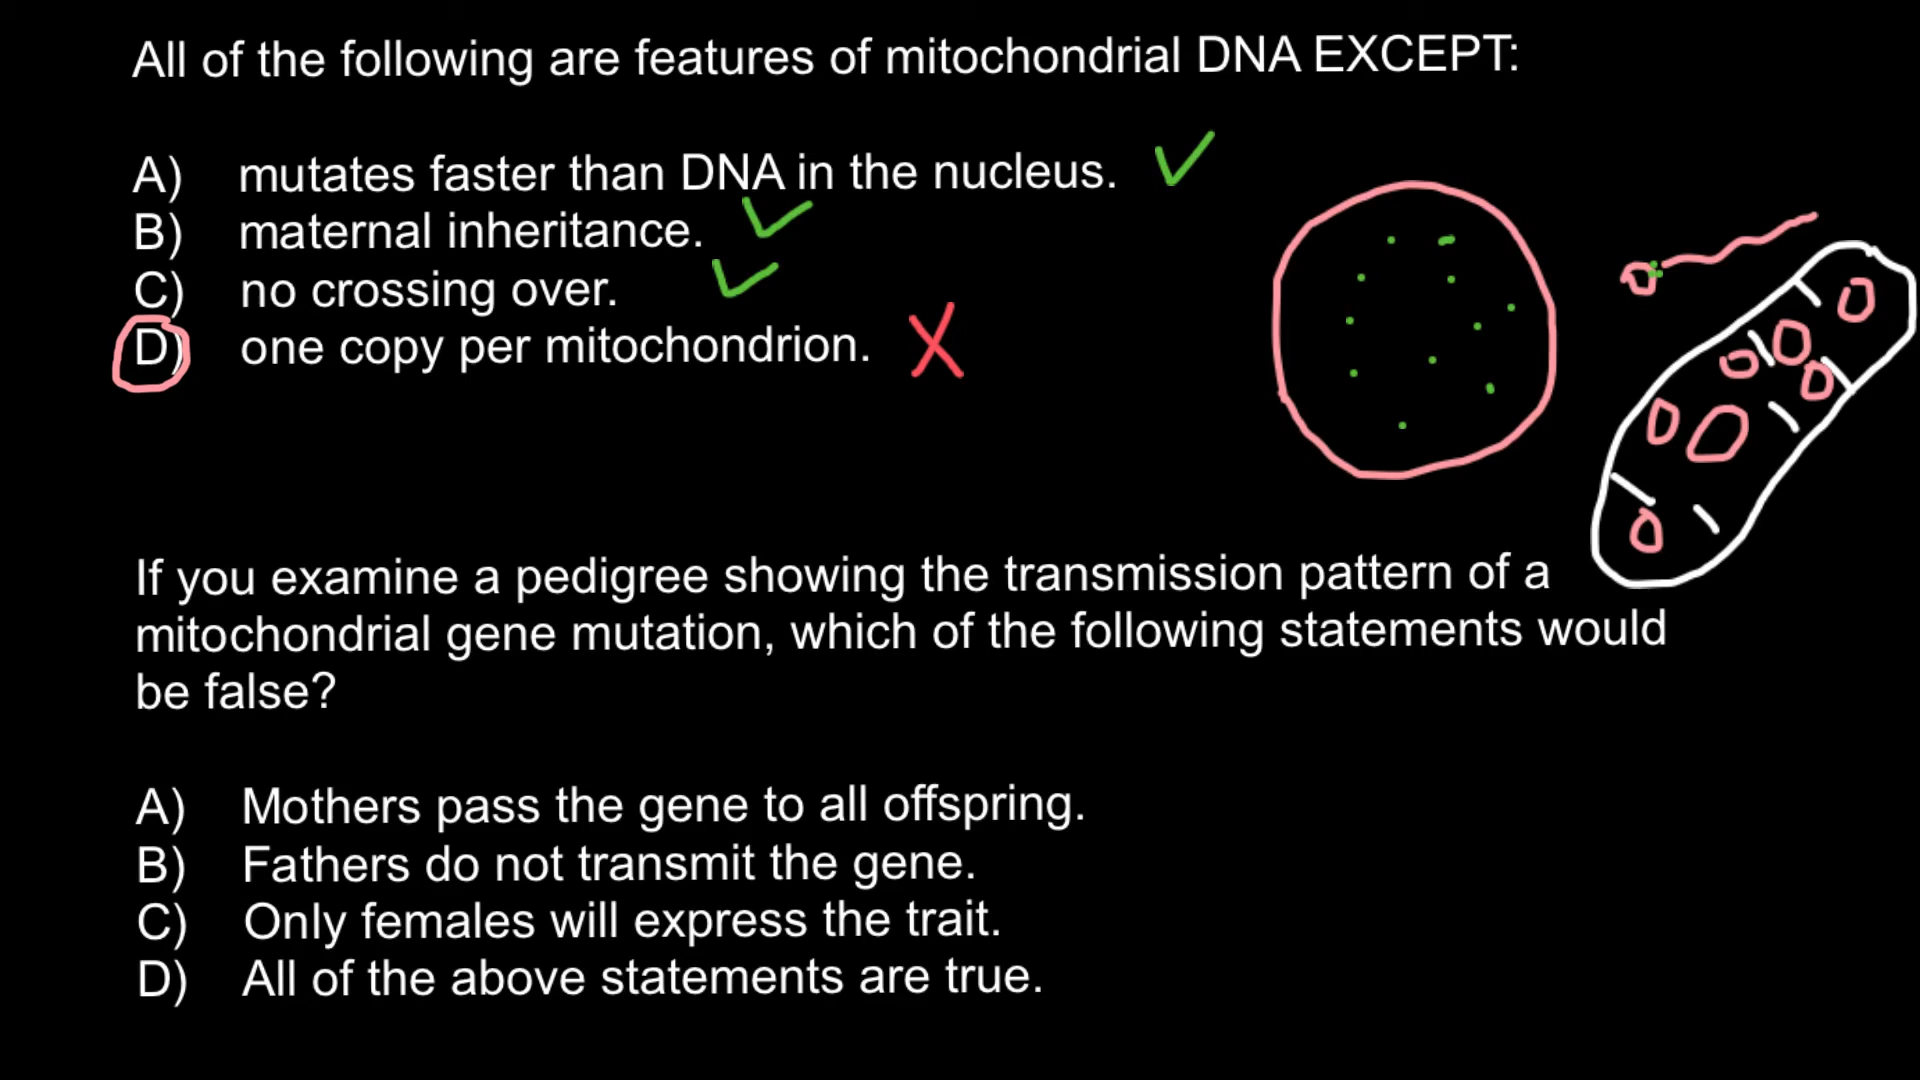 All of the following are features of mitochondrial DNA EXCEPT:
A) mutates faster than DNA in the nucleus.
B) maternal inheritance.
C) no crossing over.
D) one copy per mitochondrion.
If you examine a pedigree showing the transmission pattern of a
mitochondrial gene mutation, which of the following statements would
be false?
A) Mothers pass the gene to all offspring.
B) Fathers do not transmit the gene.
C) Only females will express the trait.
D) All of the above statements are true.